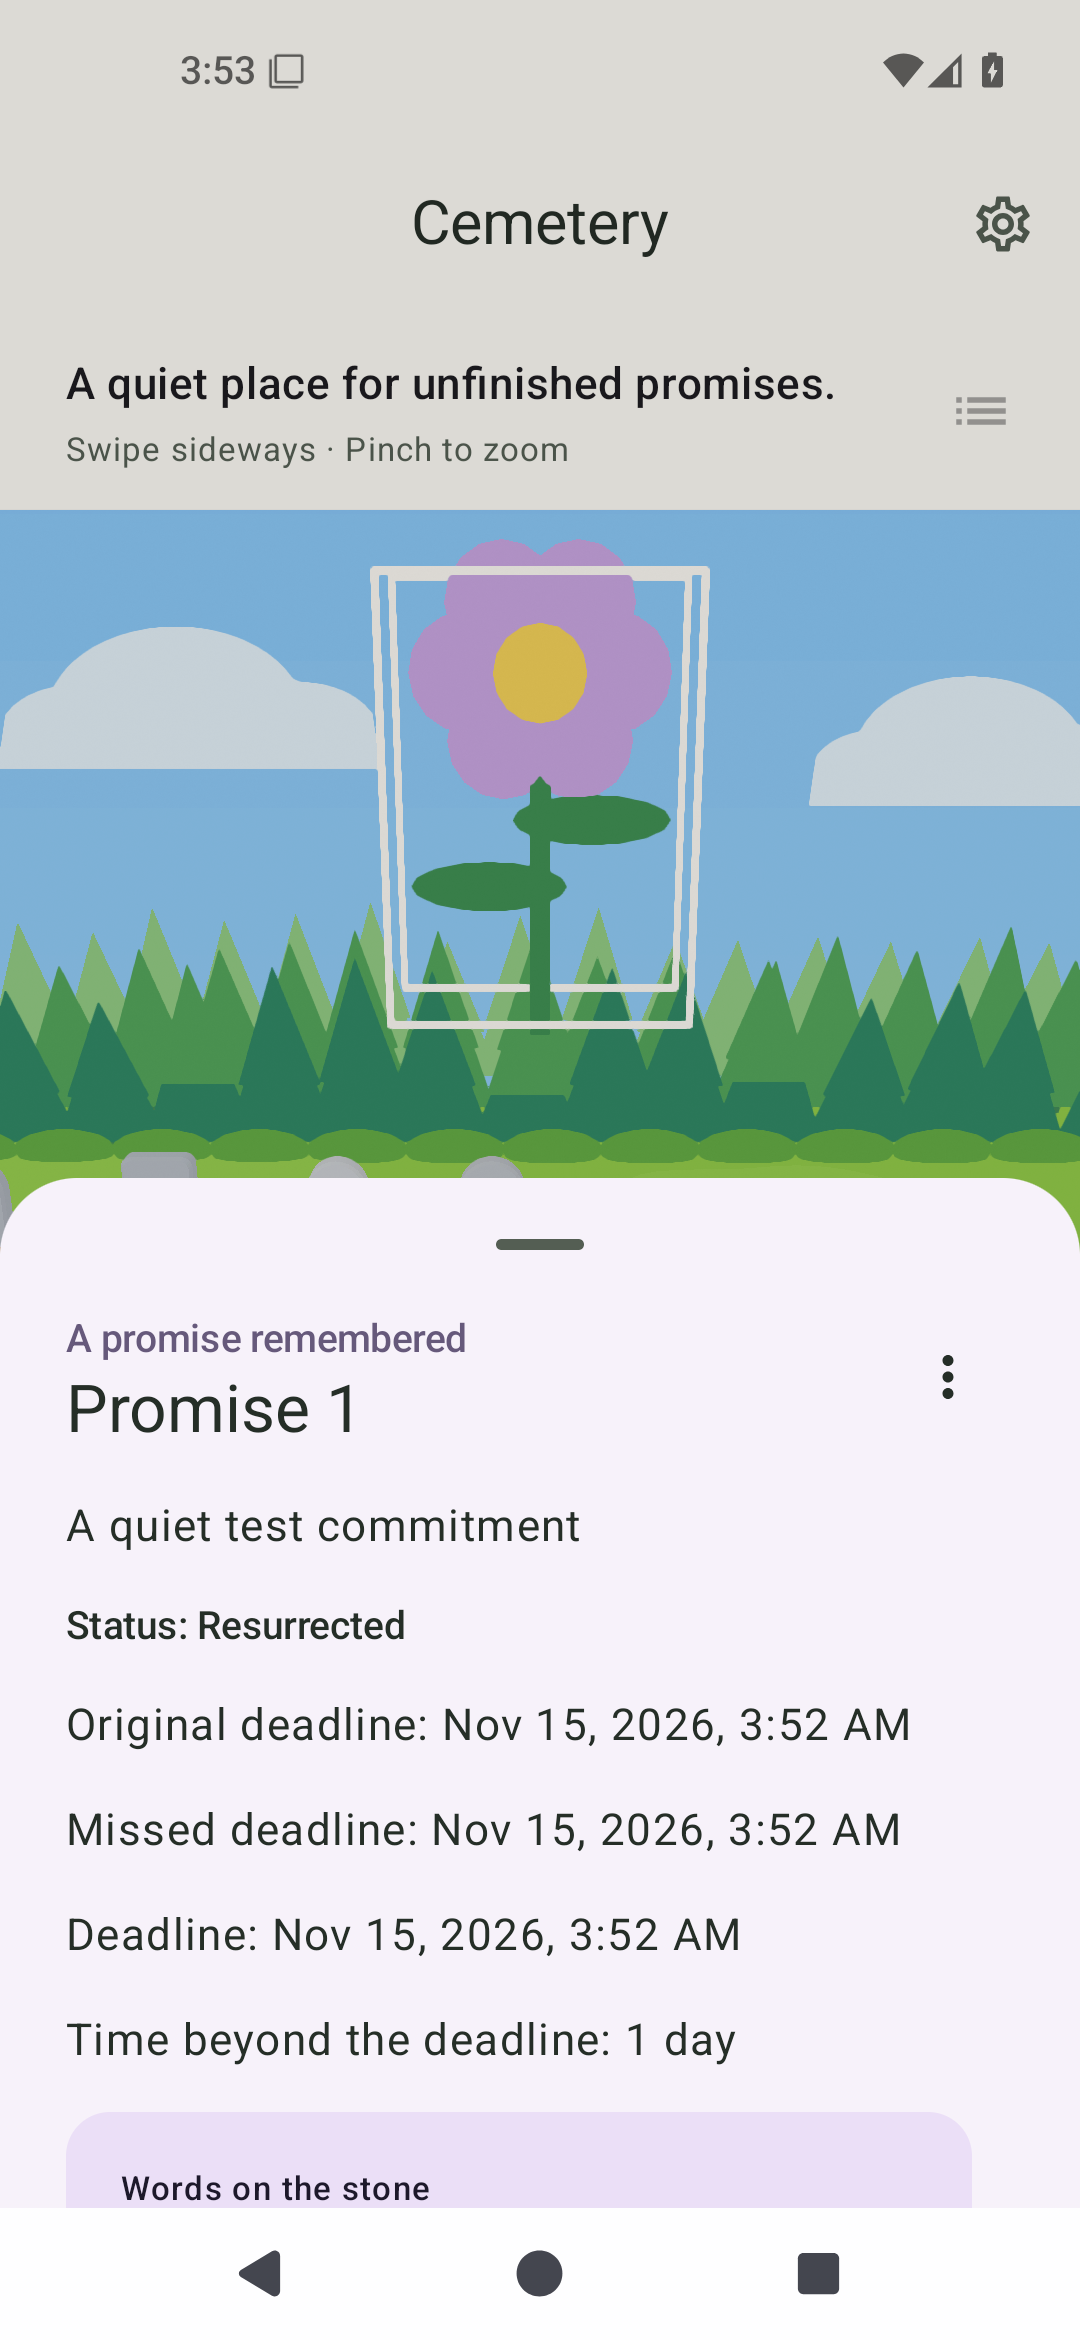 3:53
Cemetery
A quiet place for unfinished promises.
Swipe sideways · Pinch to zoom
A promise remembered
Promise 1
A quiet test commitment
Status: Resurrected
Original deadline: Nov 15, 2026, 3:52 AM
Missed deadline: Nov 15, 2026, 3:52 AM
Deadline: Nov 15, 2026, 3:52 AM
Time beyond the deadline: 1 day
Words on the stone